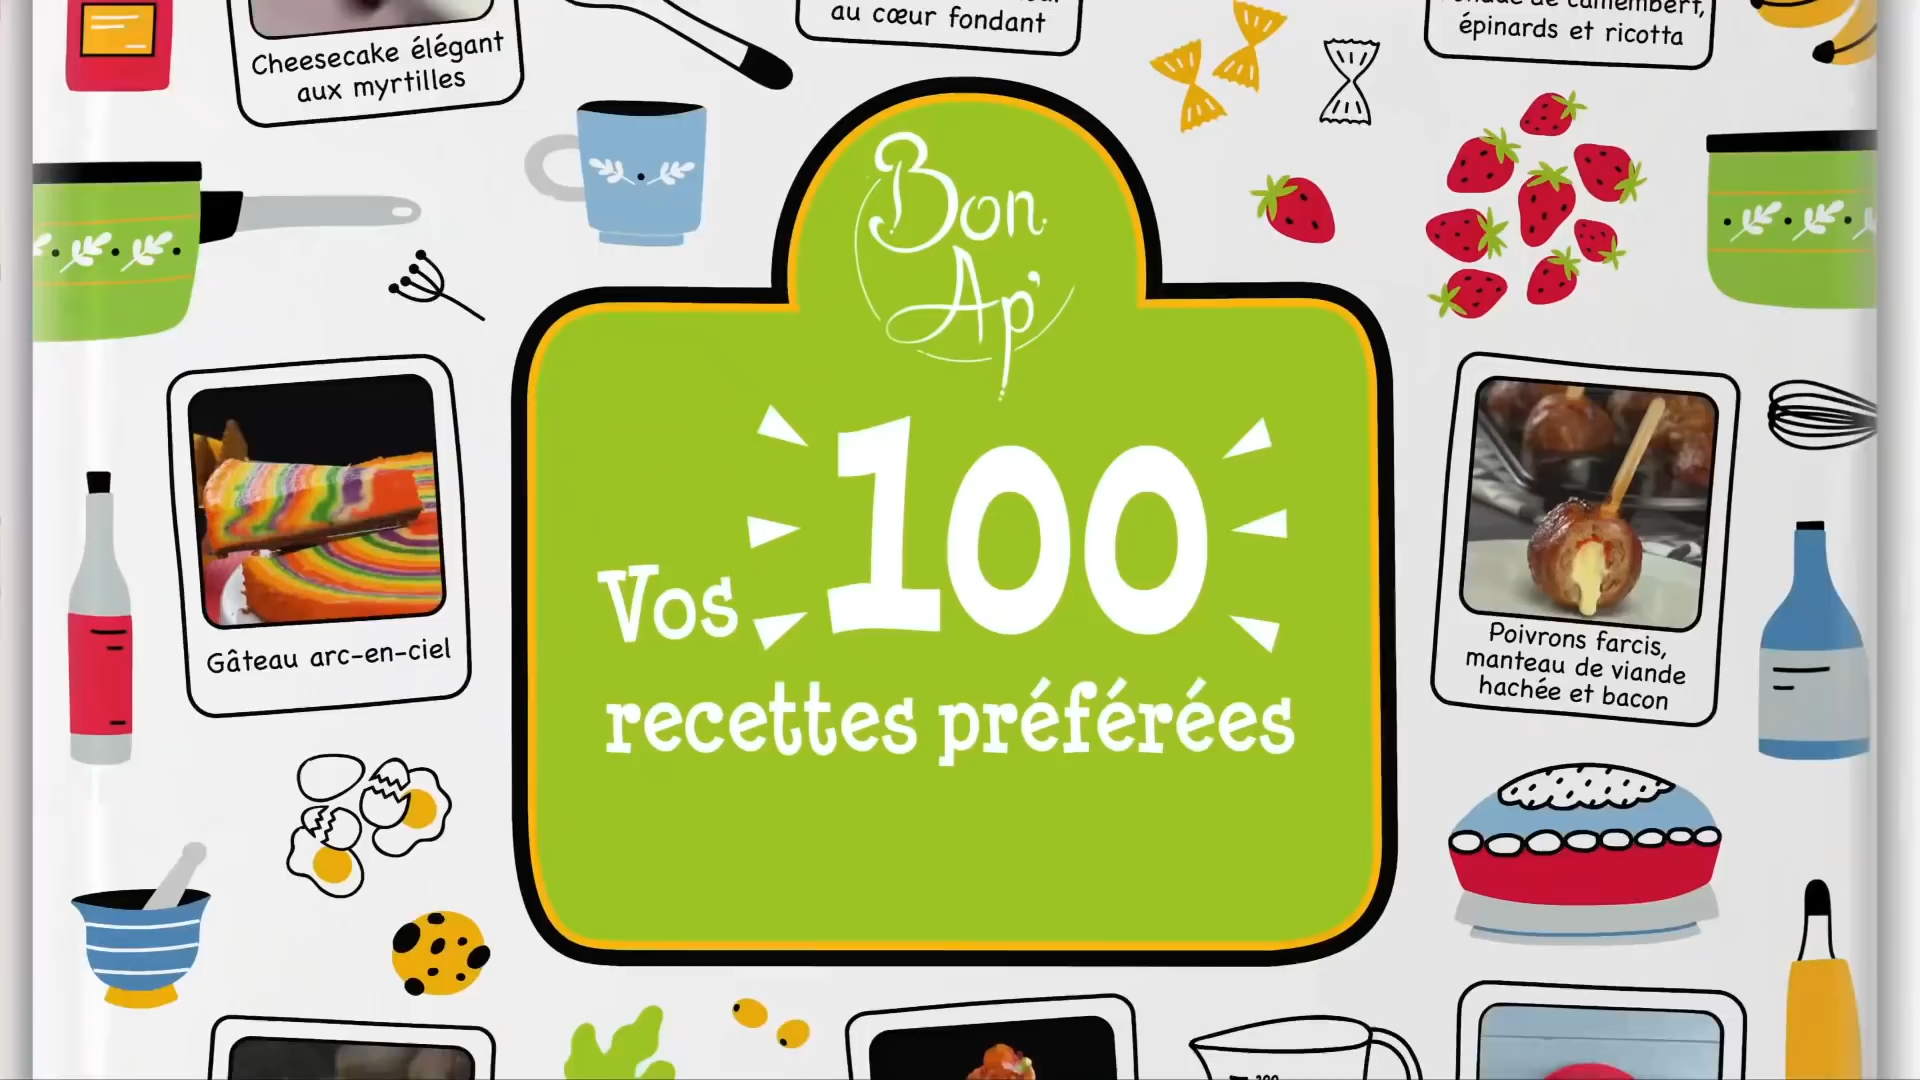 Cheesecake élégant
aux myrtilles
au cœur fondant
épinards et ricotta
Bon
Ap'
Vos 100
recettes préférées
Gâteau arc-en-ciel
Poivrons farcis,
manteau de viande
hachée et bacon